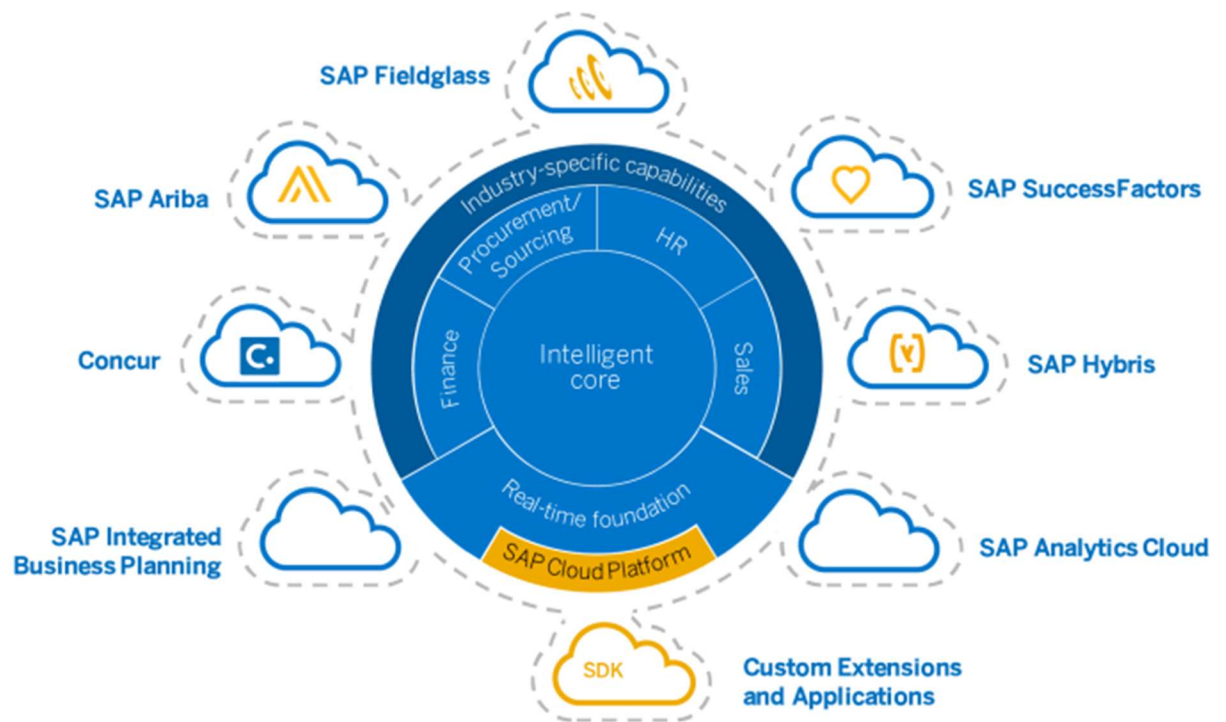 SAP Fieldglass
SAP Ariba
SAP SuccessFactors
Industry-specific capabilities
Procurement/
Sourcing
HR
Concur
C.
Finance
Intelligent
core
Sales
SAP Hybris
Real-time foundation
SAP Cloud Platform
SAP Integrated
Business Planning
SAP Analytics Cloud
SDK
Custom Extensions
and Applications